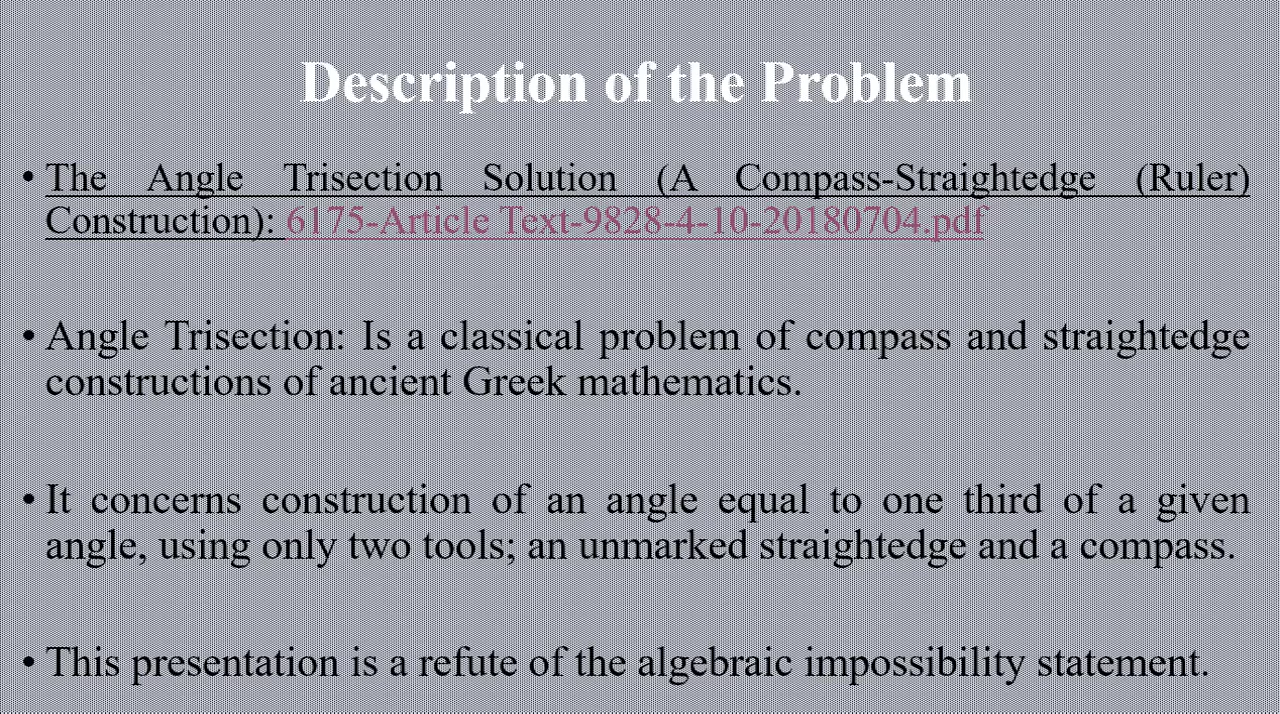 Description of the Problem
• The Angle Trisection Solution (A Compass-Straightedge (Ruler)
Construction): 6175-Article Text-9828-4-10-20180704.pdf
• Angle Trisection: Is a classical problem of compass and straightedge
constructions of ancient Greek mathematics.
• It concerns construction of an angle equal to one third of a given
angle, using only two tools; an unmarked straightedge and a compass.
• This presentation is a refute of the algebraic impossibility statement.